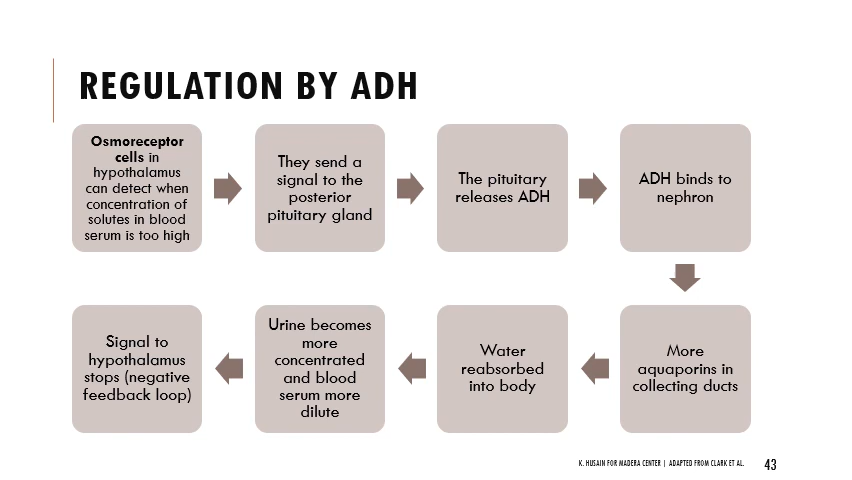 REGULATION BY ADH
Osmoreceptor
cells in
hypothalamus
can detect when
concentration of
solutes in blood
serum is too high
They send a
signal to the
posterior
pituitary gland
The pituitary
releases ADH
ADH binds to
nephron
More
aquaporins in
collecting ducts
Water
reabsorbed
into body
Urine becomes
more
concentrated
and blood
serum more
dilute
Signal to
hypothalamus
stops (negative
feedback loop)
K. HUSAIN FOR MADERA CENTER | ADAPTED FROM CLARK ET AL.
43